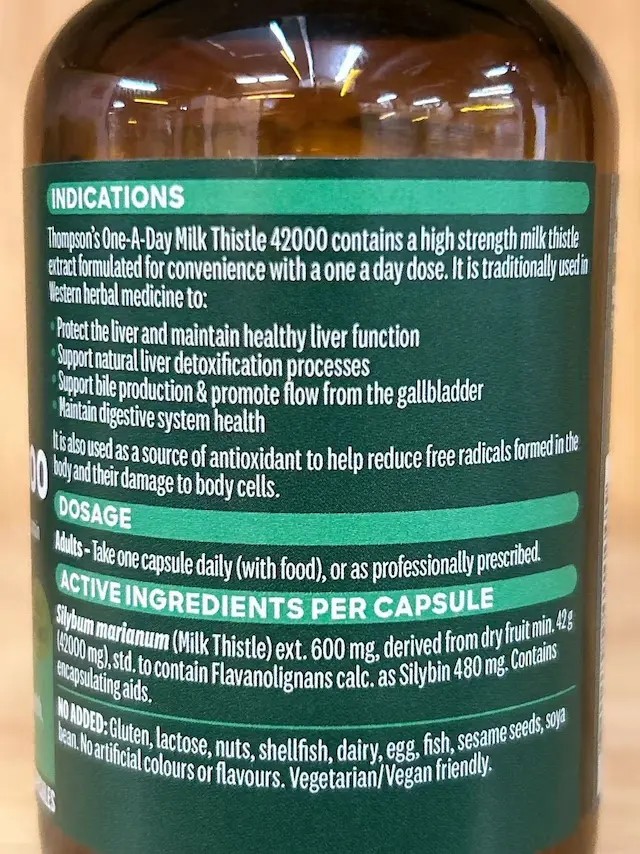 INDICATIONS
Thompson's One-A-Day Milk Thistle 42000 contains a high strength milk thistle
extract formulated for convenience with a one a day dose. It is traditionally used in
Western herbal medicine to:
• Protect the liver and maintain healthy liver function
• Support natural liver detoxification processes
• Support bile production & promote flow from the gallbladder
• Maintain digestive system health
It is also used as a source of antioxidant to help reduce free radicals formed in the
body and their damage to body cells.
DOSAGE
Adults – Take one capsule daily (with food), or as professionally prescribed.
ACTIVE INGREDIENTS PER CAPSULE
Silybum marianum (Milk Thistle) ext. 600 mg, derived from dry fruit min. 42g
(42000 mg), std. to contain Flavanolignans calc. as Silybin 480 mg. Contains
encapsulating aids.
NO ADDED: Gluten, lactose, nuts, shellfish, dairy, egg, fish, sesame seeds, soya
bean. No artificial colours or flavours. Vegetarian/Vegan friendly.